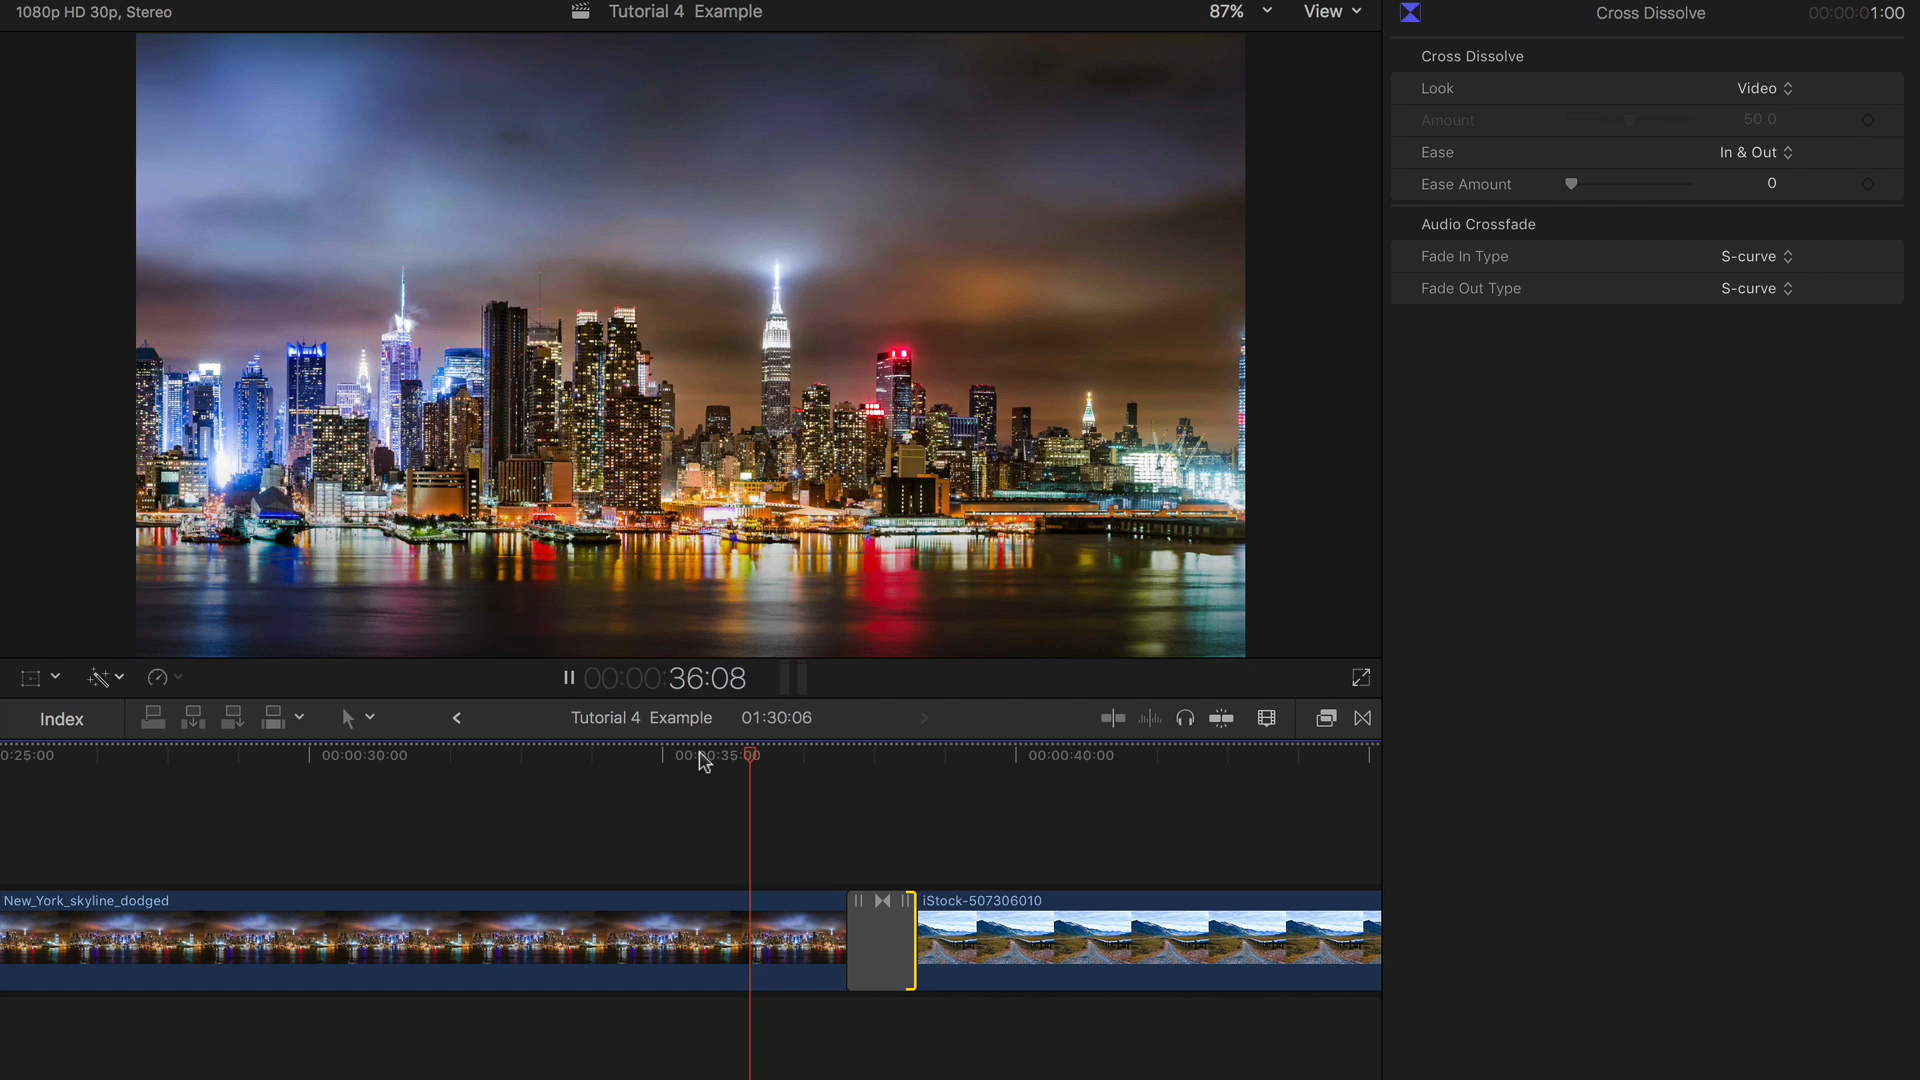 1080p HD 30p, Stereo
Tutorial 4 Example
87%
View
Cross Dissolve
00:00:01:00
Cross Dissolve
Look
Video
Amount
50.0
Ease
In & Out
Ease Amount
0
Audio Crossfade
Fade In Type
S-curve
Fade Out Type
S-curve
00:00:36:08
Index
Tutorial 4 Example
01:30:06
0:25:00
00:00:30:00
00:00:35:00
00:00:40:00
New_York_skyline_dodged
iStock-507306010